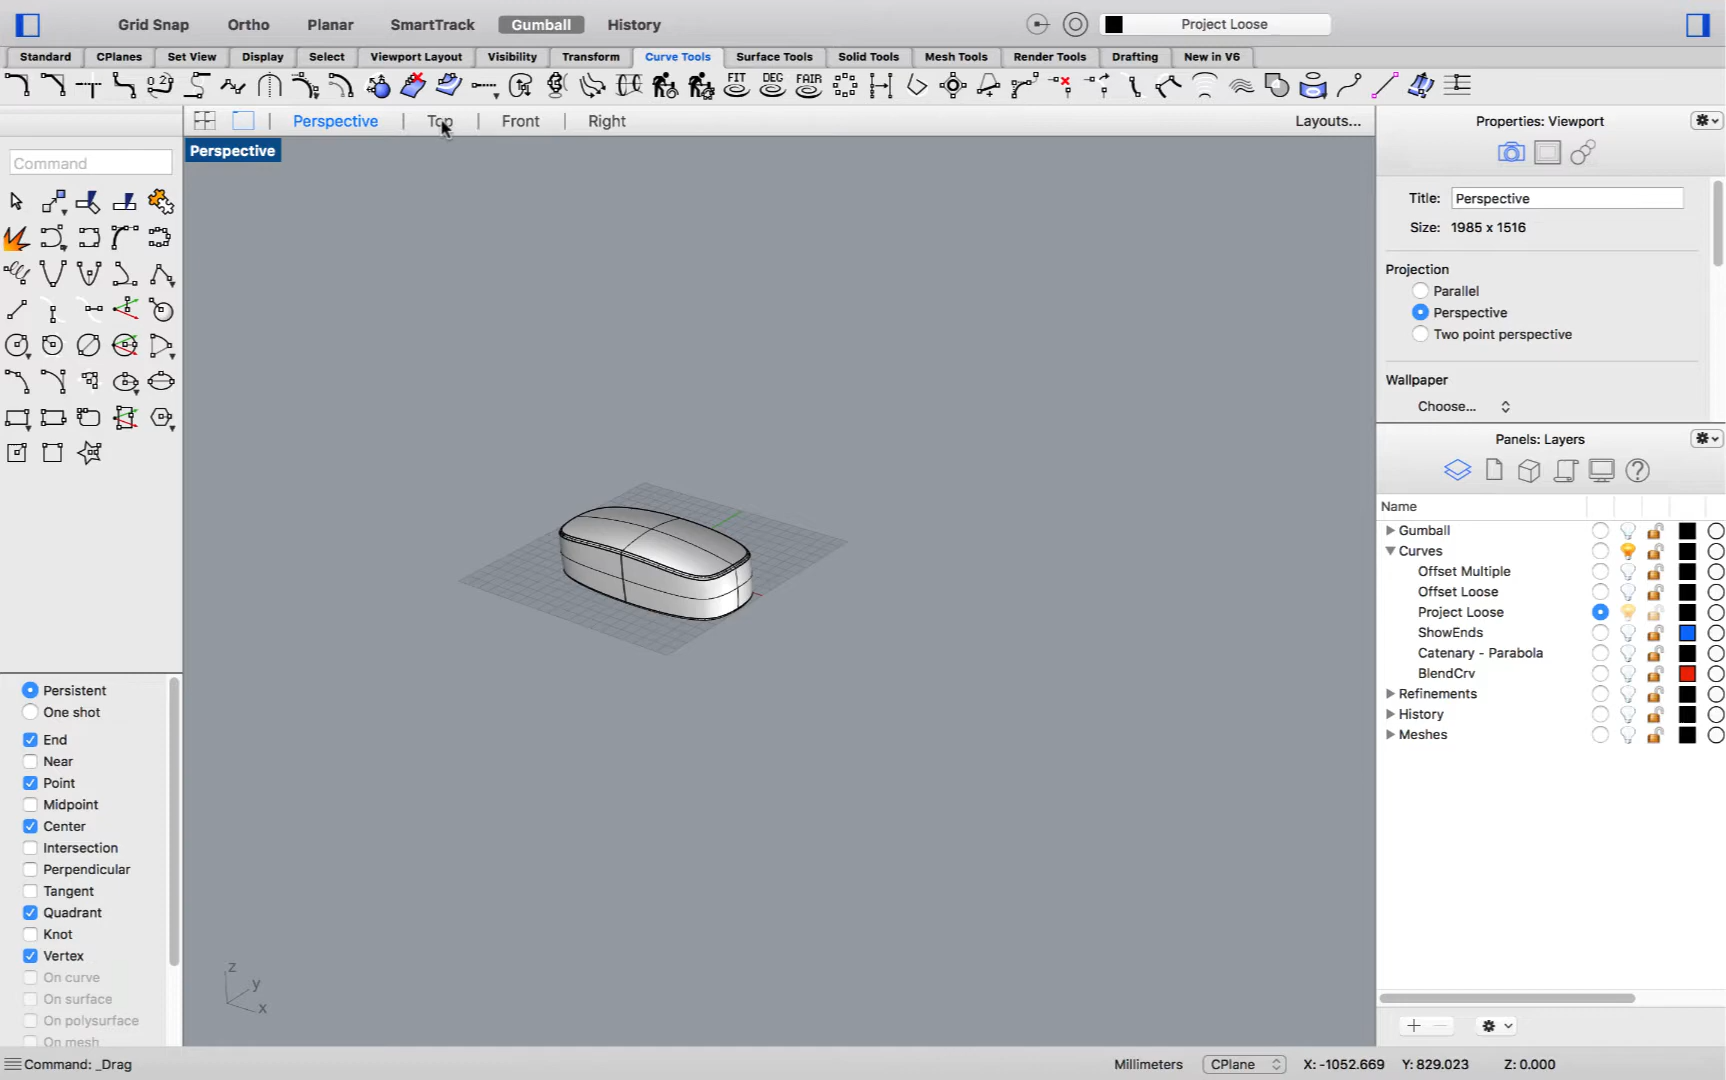 Grid Snap Ortho Planar SmartTrack Gumball History Project Loose
Standard CPlanes Set View Display Select Viewport Layout Visibility Transform Curve Tools Surface Tools Solid Tools Mesh Tools Render Tools Drafting New in V6
FIT DEG FAIR
Perspective | Top | Front | Right Layouts... Properties: Viewport
Perspective
Command
Title: Perspective
Size: 1985 x 1516
Projection
Parallel
Perspective
Two point perspective
Wallpaper
Choose...
Panels: Layers
Name
Gumball
Curves
Offset Multiple
Offset Loose
Project Loose
ShowEnds
Catenary - Parabola
BlendCrv
Refinements
History
Meshes
Persistent
One shot
End
Near
Point
Midpoint
Center
Intersection
Perpendicular
Tangent
Quadrant
Knot
Vertex
On curve
On surface
On polysurface
On mesh
z
y
x
Command: _Drag Millimeters CPlane X: -1052.669 Y: 829.023 Z: 0.000